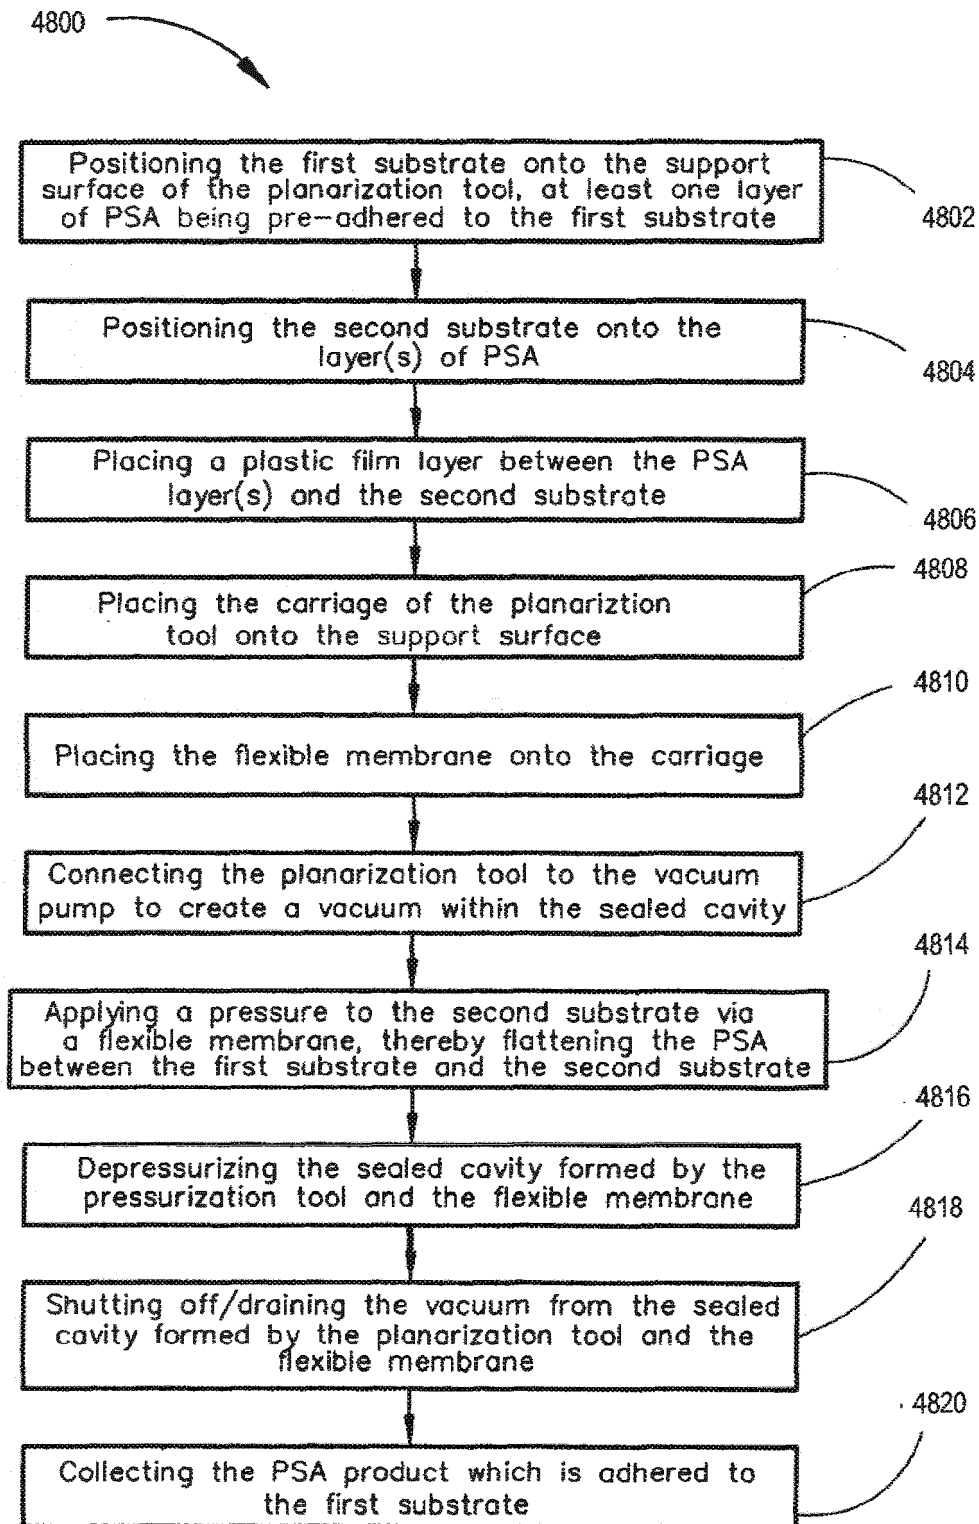 4800
Positioning the first substrate onto the support
surface of the planarization tool, at least one layer
of PSA being pre-adhered to the first substrate
4802
Positioning the second substrate onto the
layer(s) of PSA
4804
Placing a plastic film layer between the PSA
layer(s) and the second substrate
4806
Placing the carriage of the planariztion
tool onto the support surface
4808
Placing the flexible membrane onto the carriage
4810
Connecting the planarization tool to the vacuum
pump to create a vacuum within the sealed cavity
4812
Applying a pressure to the second substrate via
a flexible membrane, thereby flattening the PSA
between the first substrate and the second substrate
4814
Depressurizing the sealed cavity formed by the
pressurization tool and the flexible membrane
4816
Shutting off/draining the vacuum from the sealed
cavity formed by the planarization tool and the
flexible membrane
4818
Collecting the PSA product which is adhered to
the first substrate
4820